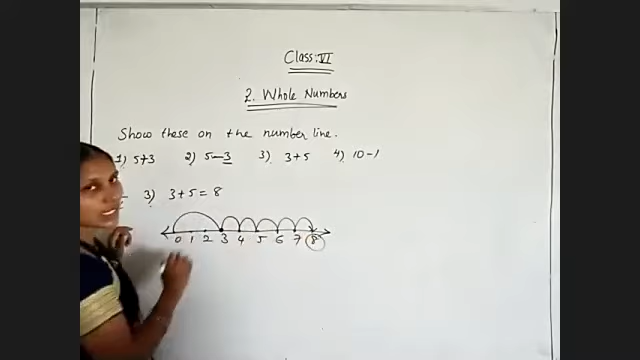 Class: VI
2. Whole Numbers
Show these on the number line.
1) 5+3 2) 5-3 3) 3+5 4) 10-1
3) 3+5=8
0 1 2 3 4 5 6 7 8